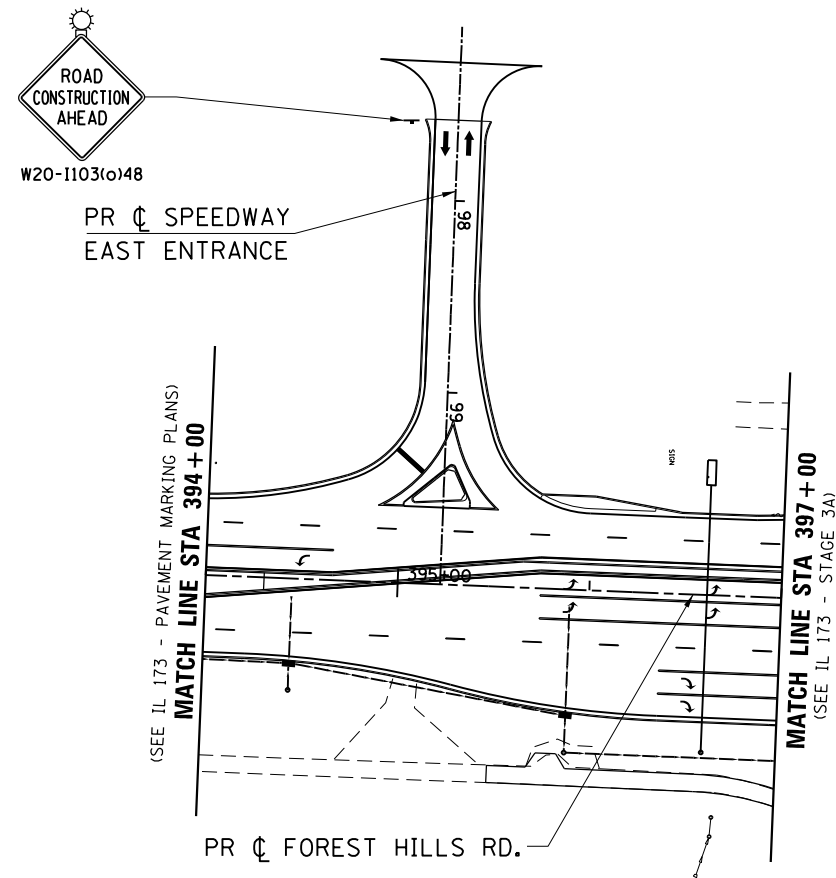 ROAD
CONSTRUCTION
AHEAD
W20-I103(o)48
PR ℄ SPEEDWAY
EAST ENTRANCE
98
99
(SEE IL 173 - PAVEMENT MARKING PLANS)
MATCH LINE STA 394+00
SIGN
395+00
MATCH LINE STA 397+00
(SEE IL 173 - STAGE 3A)
PR ℄ FOREST HILLS RD.